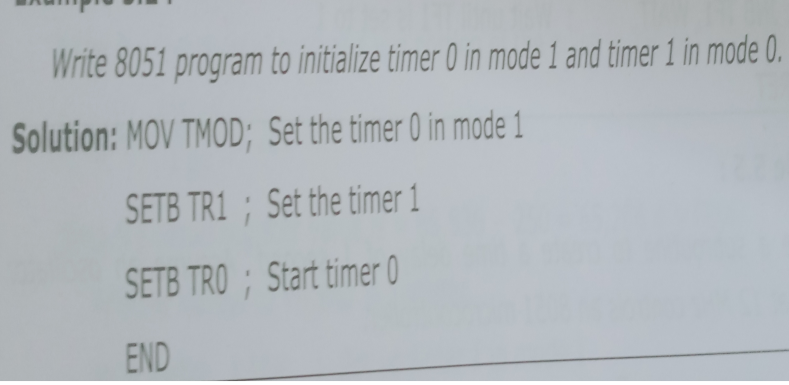 Write 8051 program to initialize timer 0 in mode 1 and timer 1 in mode 0.
Solution: MOV TMOD; Set the timer 0 in mode 1
SETB TR1 ; Set the timer 1
SETB TR0 ; Start timer 0
END